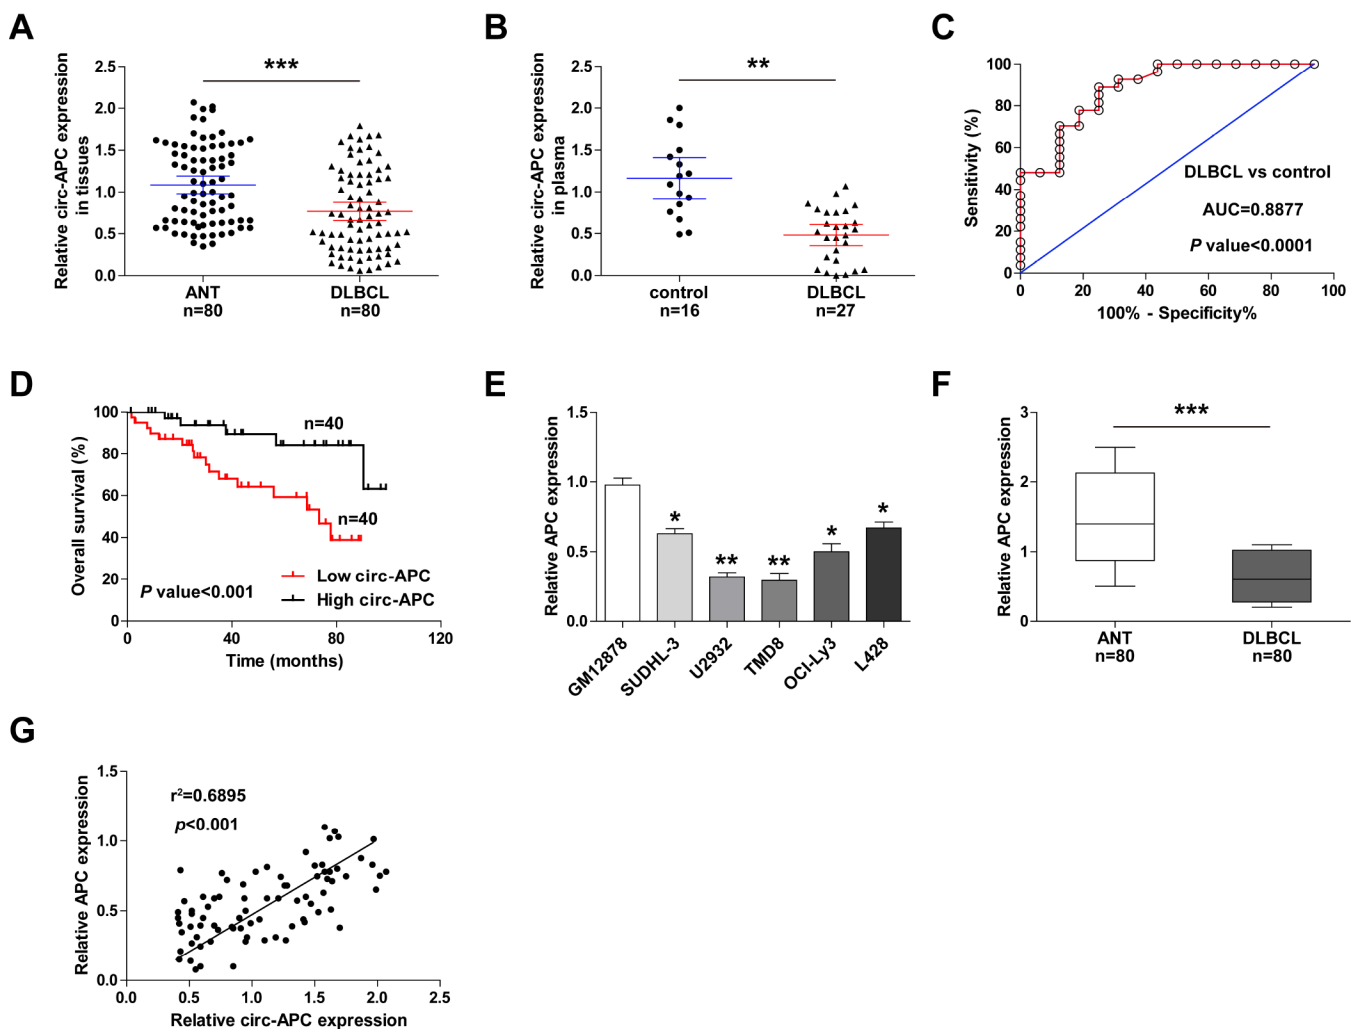 A
Relative circ-APC expression
in tissues
2.5
2.0
1.5
1.0
0.5
0.0
***
ANT
n=80
DLBCL
n=80
B
Relative circ-APC expression
in plasma
2.5
2.0
1.5
1.0
0.5
0.0
**
control
n=16
DLBCL
n=27
C
Sensitivity (%)
100
80
60
40
20
0
DLBCL vs control
AUC=0.8877
P value<0.0001
0 20 40 60 80 100
100% - Specificity%
D
Overall survival (%)
100
80
60
40
20
0
n=40
n=40
P value<0.001
Low circ-APC
High circ-APC
0 40 80 120
Time (months)
E
Relative APC expression
1.5
1.0
0.5
0.0
*
**
**
*
*
GM12878
SUDHL-3
U2932
TMD8
OCI-Ly3
L428
F
Relative APC expression
3
2
1
0
***
ANT
n=80
DLBCL
n=80
G
Relative APC expression
1.5
1.0
0.5
0.0
r²=0.6895
p<0.001
0.0 0.5 1.0 1.5 2.0 2.5
Relative circ-APC expression